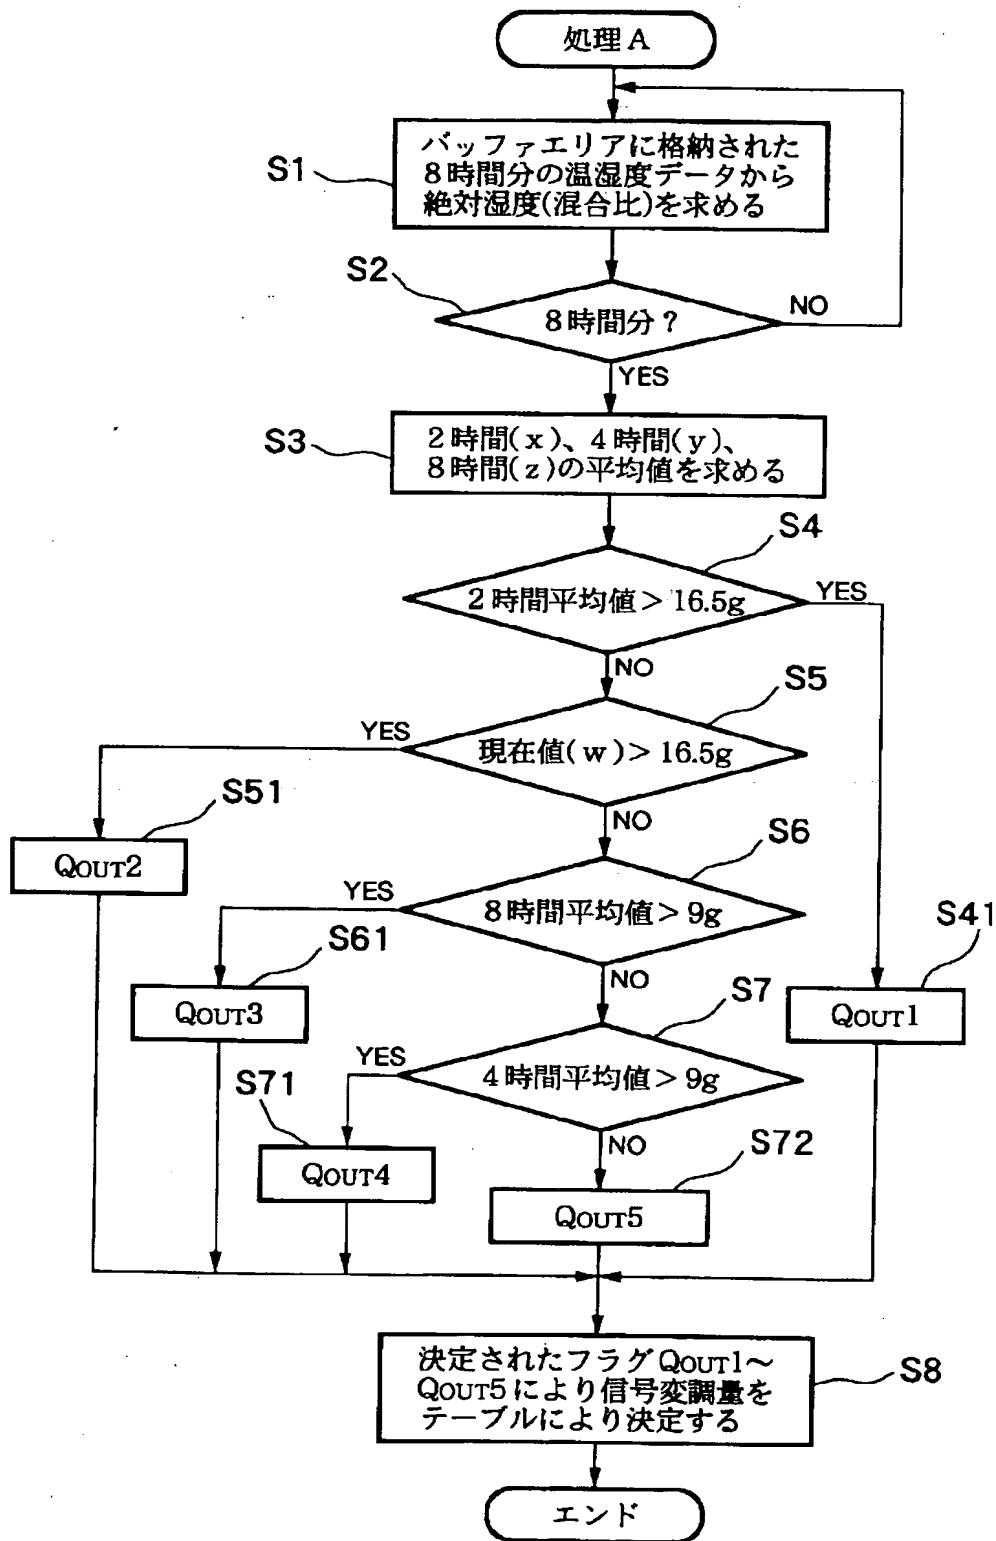 処理A
S1
バッファエリアに格納された
8時間分の温湿度データから
絶対湿度(混合比)を求める
S2
8時間分?
NO
YES
S3
2時間(x)、4時間(y)、
8時間(z)の平均値を求める
S4
2時間平均値>16.5g
YES
NO
S5
YES
現在値(w)>16.5g
S51
NO
QOUT2
S6
YES
8時間平均値>9g
S61
S41
NO
QOUT3
S7
QOUT1
YES
4時間平均値>9g
S71
NO
S72
QOUT4
QOUT5
決定されたフラグQOUT1~
QOUT5により信号変調量を
テーブルにより決定する
S8
エンド